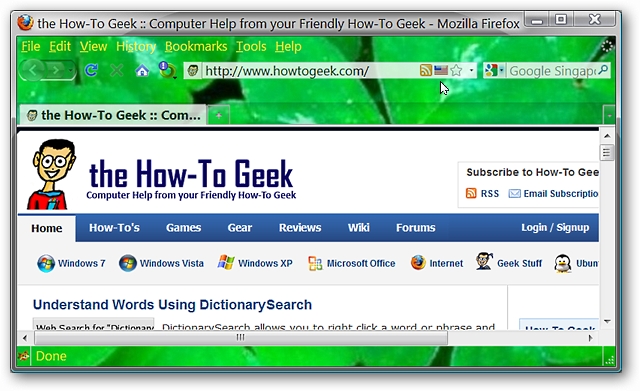 the How-To Geek :: Computer Help from your Friendly How-To Geek - Mozilla Firefox
File Edit View History Bookmarks Tools Help
http://www.howtogeek.com/ Google Singap
the How-To Geek :: Com...
the How-To Geek
Computer Help from your Friendly How-To Geek
Subscribe to How-To Gee
RSS Email Subscriptio
Home How-To's Games Gear Reviews Wiki Forums Login / Signup
Windows 7 Windows Vista Windows XP Microsoft Office Internet Geek Stuff Ubun
Understand Words Using DictionarySearch
Web Search for "Dictionary DictionarySearch allows you to right click a word or phrase and
How-To Geek
Done